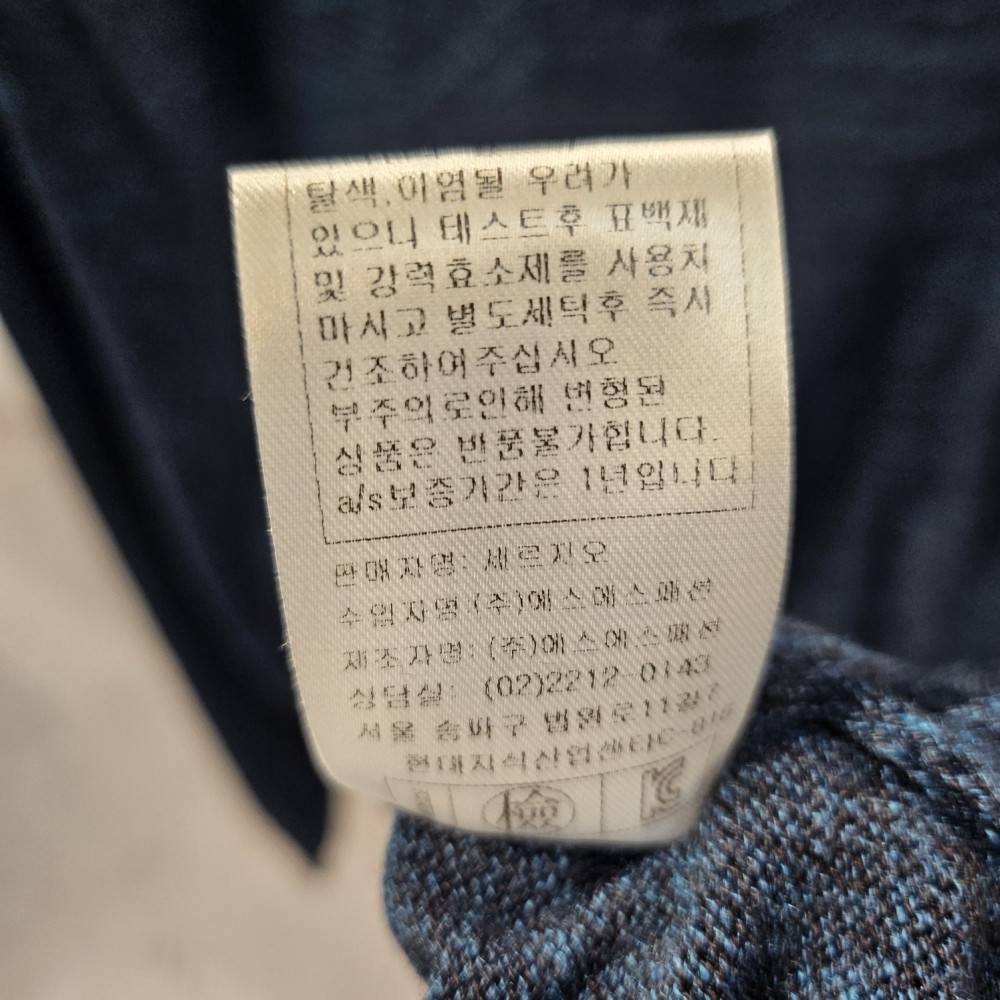 탈색,이염될 우려가
있으니 테스트후 표백제
및 강력효소제를 사용치
마시고 별도세탁후 즉시
건조하여주십시오
부주의로인해 변형된
상품은 반품불가합니다.
a/s보증기간은 1년입니다
판매자명: 세르지오
수입자명:(주)에스에스패션
제조자명:(주)에스에스패션
상담실: (02)2212-0143
서울 송파구 법원로11길7
현대지식산업센터C-
檢